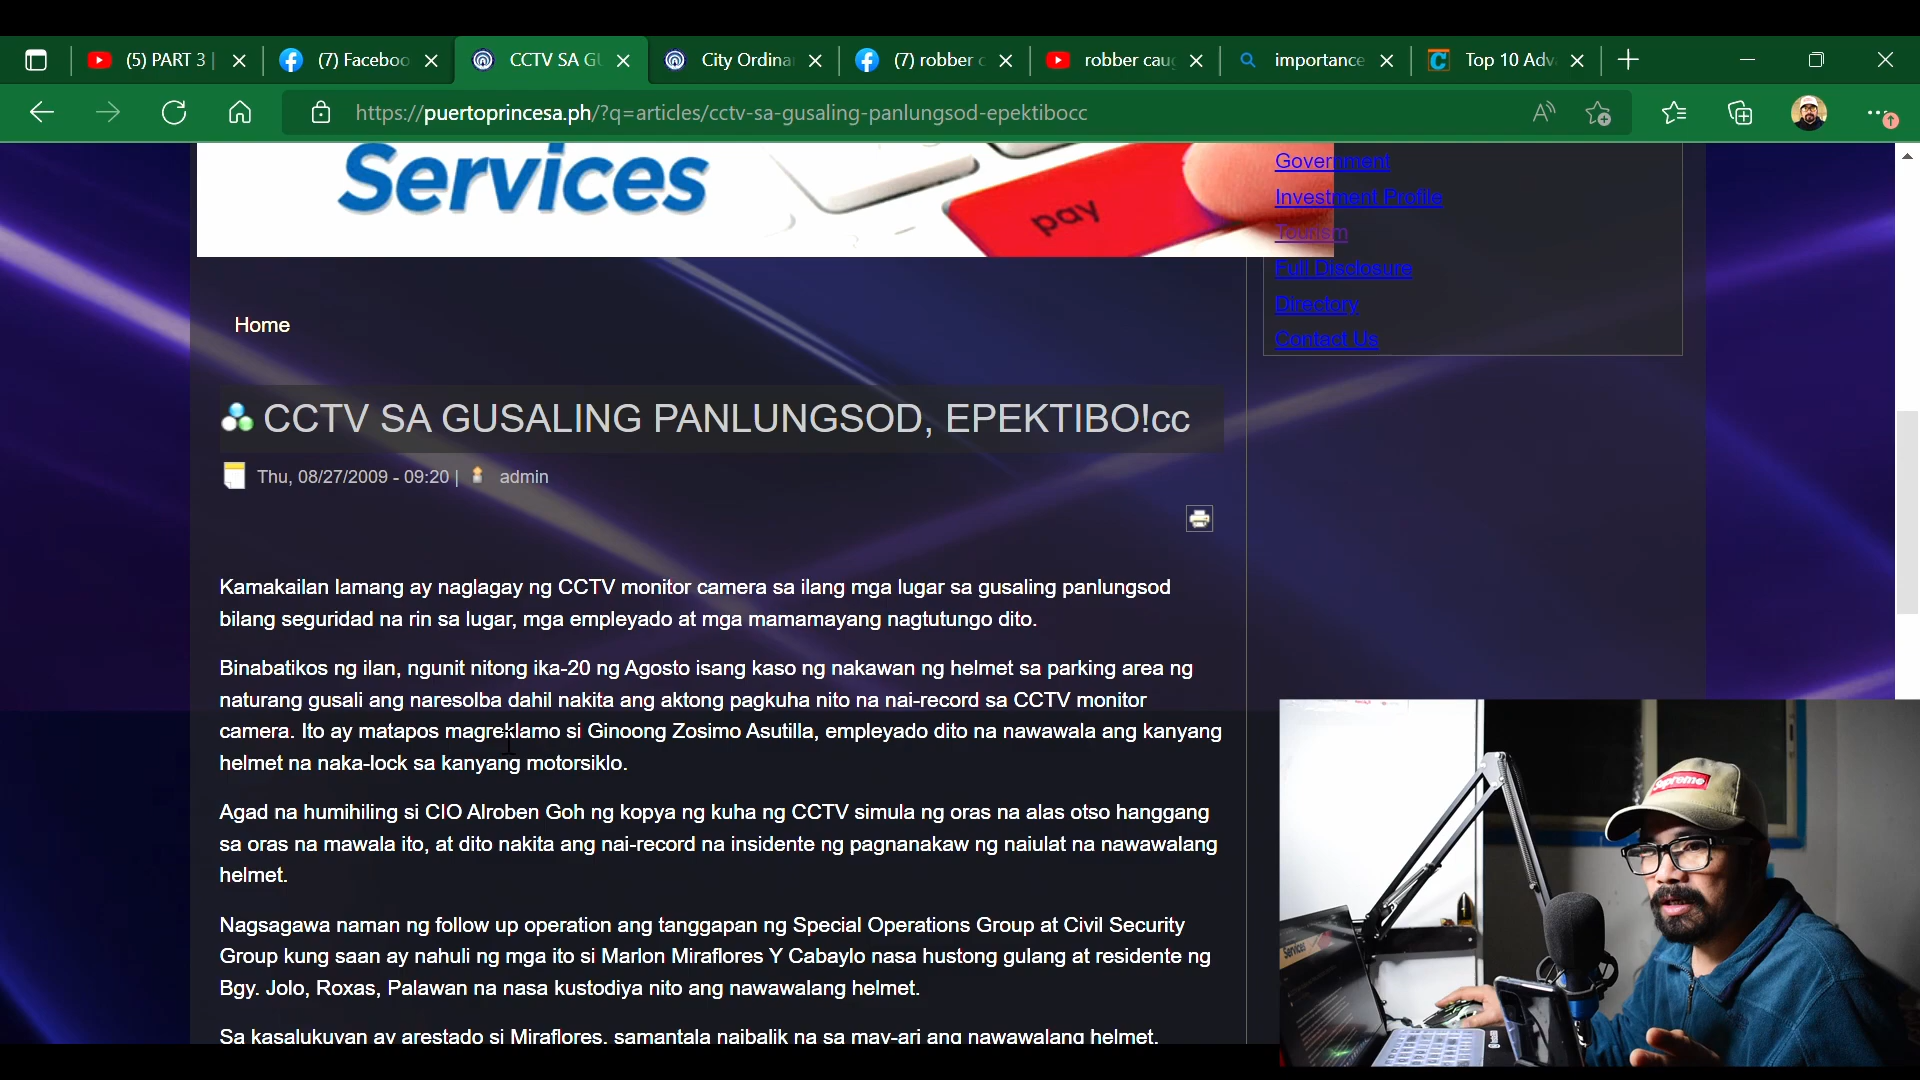 (5) PART 3 |
(7) Faceboo
CCTV SA GU
City Ordina
(7) robber c
robber cau
importance
Top 10 Adv
https://puertoprincesa.ph/?q=articles/cctv-sa-gusaling-panlungsod-epektibocc
Services
pay
Government
Investment Profile
Tourism
Full Disclosure
Directory
Contact Us
Home
CCTV SA GUSALING PANLUNGSOD, EPEKTIBO!cc
Thu, 08/27/2009 - 09:20 | admin
Kamakailan lamang ay naglagay ng CCTV monitor camera sa ilang mga lugar sa gusaling panlungsod
bilang seguridad na rin sa lugar, mga empleyado at mga mamamayang nagtutungo dito.
Binabatikos ng ilan, ngunit nitong ika-20 ng Agosto isang kaso ng nakawan ng helmet sa parking area ng
naturang gusali ang naresolba dahil nakita ang aktong pagkuha nito na nai-record sa CCTV monitor
camera. Ito ay matapos magreklamo si Ginoong Zosimo Asutilla, empleyado dito na nawawala ang kanyang
helmet na naka-lock sa kanyang motorsiklo.
Agad na humihiling si CIO Alroben Goh ng kopya ng kuha ng CCTV simula ng oras na alas otso hanggang
sa oras na mawala ito, at dito nakita ang nai-record na insidente ng pagnanakaw ng naiulat na nawawalang
helmet.
Nagsagawa naman ng follow up operation ang tanggapan ng Special Operations Group at Civil Security
Group kung saan ay nahuli ng mga ito si Marlon Miraflores Y Cabaylo nasa hustong gulang at residente ng
Bgy. Jolo, Roxas, Palawan na nasa kustodiya nito ang nawawalang helmet.
Sa kasalukuyan ay arestado si Miraflores, samantala naibalik na sa may-ari ang nawawalang helmet.
Supreme
Services